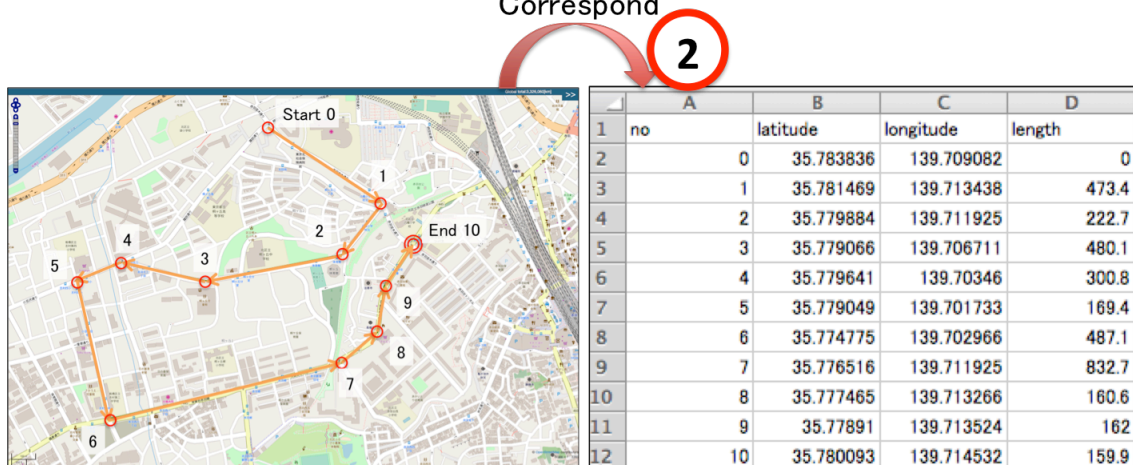 Correspond
2
Start 0
1
2
End 10
4
3
5
9
8
7
6
>>
A B C D
1 no latitude longitude length
2 0 35.783836 139.709082 0
3 1 35.781469 139.713438 473.4
4 2 35.779884 139.711925 222.7
5 3 35.779066 139.706711 480.1
6 4 35.779641 139.70346 300.8
7 5 35.779049 139.701733 169.4
8 6 35.774775 139.702966 487.1
9 7 35.776516 139.711925 832.7
10 8 35.777465 139.713266 160.6
11 9 35.77891 139.713524 162
12 10 35.780093 139.714532 159.9